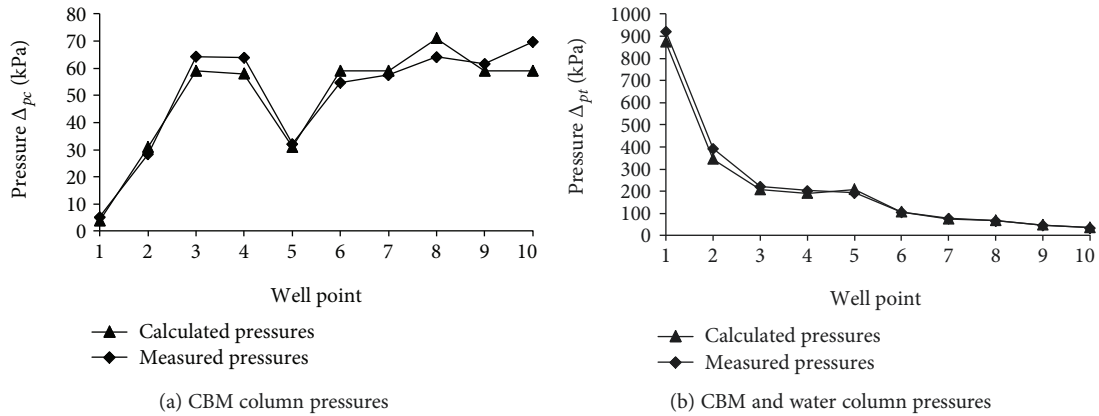 80
70
60
50
40
30
20
10
0
Pressure Δpc (kPa)
1 2 3 4 5 6 7 8 9 10
Well point
Calculated pressures
Measured pressures
(a) CBM column pressures
1000
900
800
700
600
500
400
300
200
100
0
Pressure Δpt (kPa)
1 2 3 4 5 6 7 8 9 10
Well point
Calculated pressures
Measured pressures
(b) CBM and water column pressures